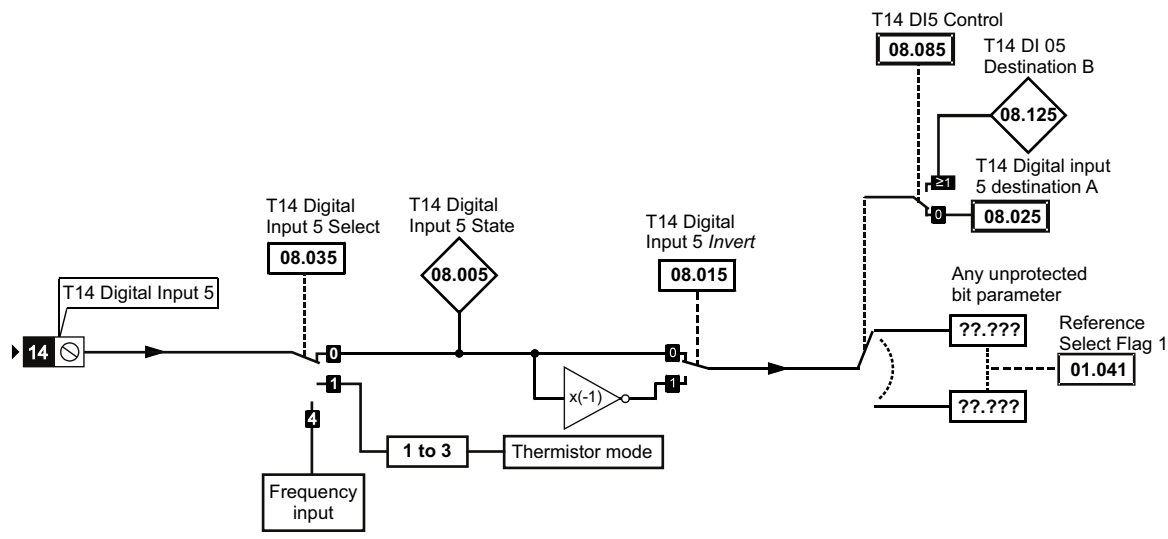 T14 DI5 Control
08.085
T14 DI 05
Destination B
08.125
≥1
T14 Digital input
5 destination A
0
08.025
T14 Digital
Input 5 Select
08.035
T14 Digital
Input 5 State
08.005
T14 Digital
Input 5 Invert
08.015
T14 Digital Input 5
14
0
1
4
0
1
x(-1)
Any unprotected
bit parameter
??.???
Reference
Select Flag 1
01.041
??.???
1 to 3
Thermistor mode
Frequency
input